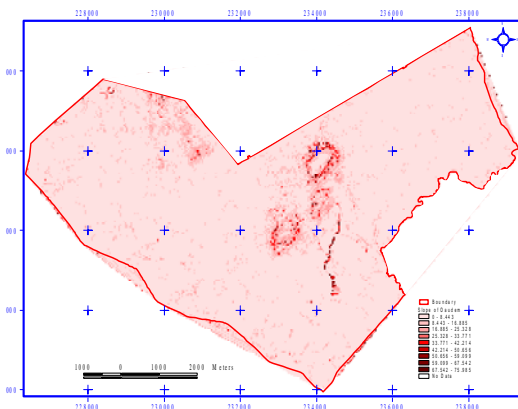 228000 230000 232000 234000 236000 238000
000
000
000
000
000
Boundary
Slope of Daudem
0 - 8.443
8.443 - 16.885
16.885 - 25.328
25.328 - 33.771
33.771 - 42.214
42.214 - 50.656
50.656 - 59.099
59.099 - 67.542
67.542 - 75.985
No Data
1000 0 1000 2000 Meters
228000 230000 232000 234000 236000 238000